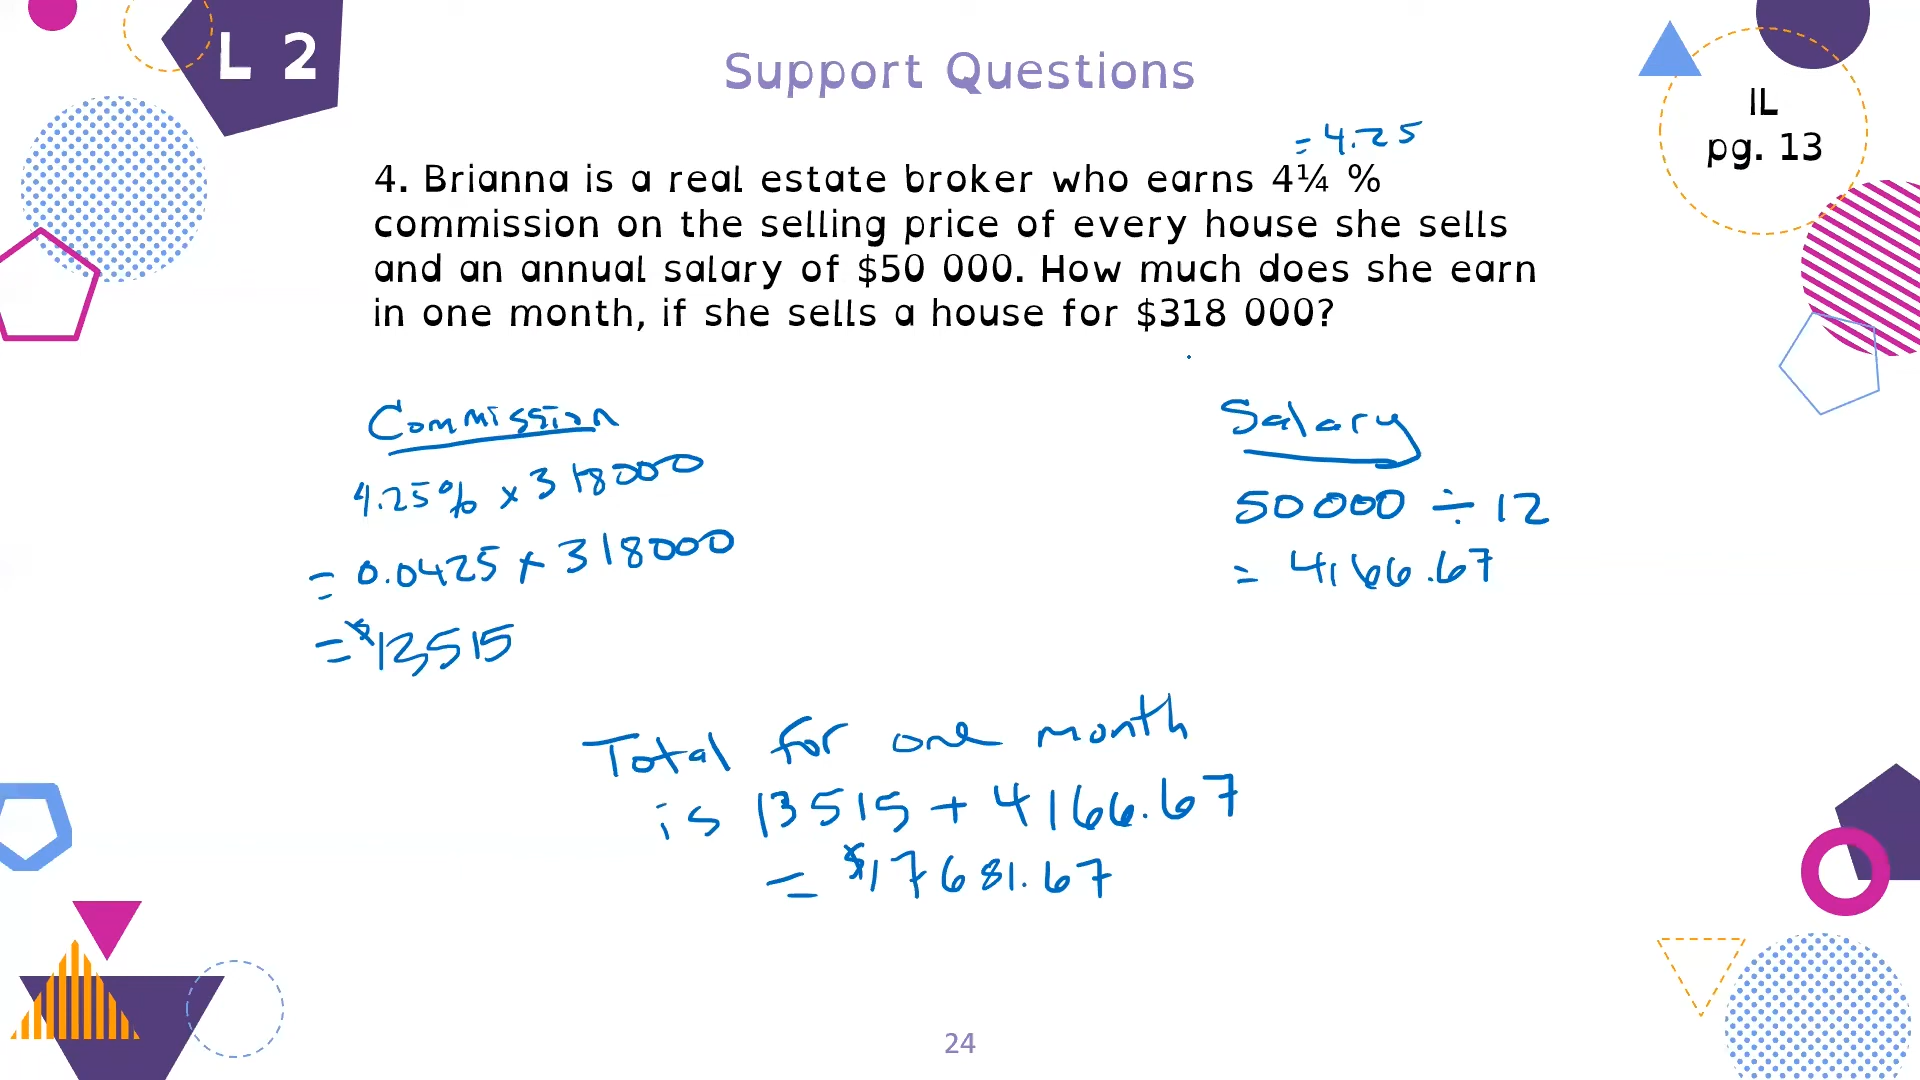 L 2
Support Questions
IL
pg. 13
= 4.25
4. Brianna is a real estate broker who earns 4¼ %
commission on the selling price of every house she sells
and an annual salary of $50 000. How much does she earn
in one month, if she sells a house for $318 000?
Commission
4.25% x 318000
= 0.0425 x 318000
= $13515
Salary
50000 ÷ 12
= 4166.67
Total for one month
is 13515 + 4166.67
= $17681.67
24